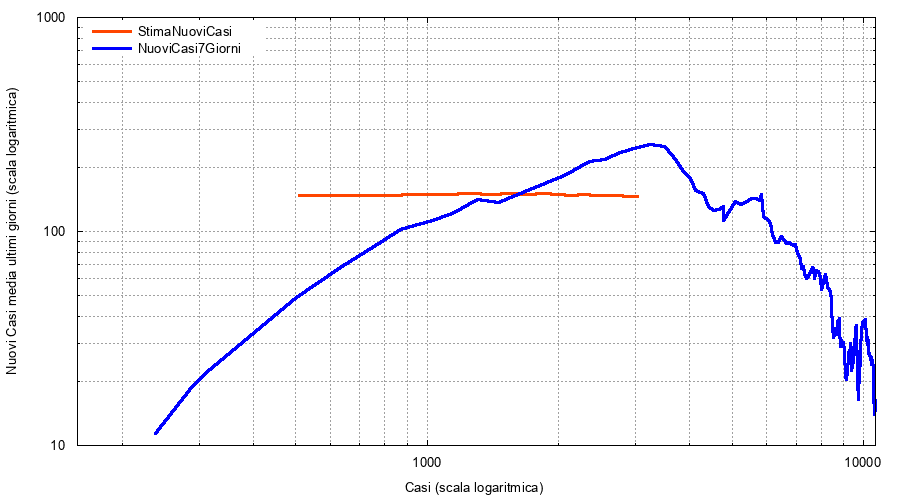 1000
StimaNuoviCasi
NuoviCasi7Giorni
Nuovi Casi media ultimi giorni (scala logaritmica)
100
10
1000
10000
Casi (scala logaritmica)